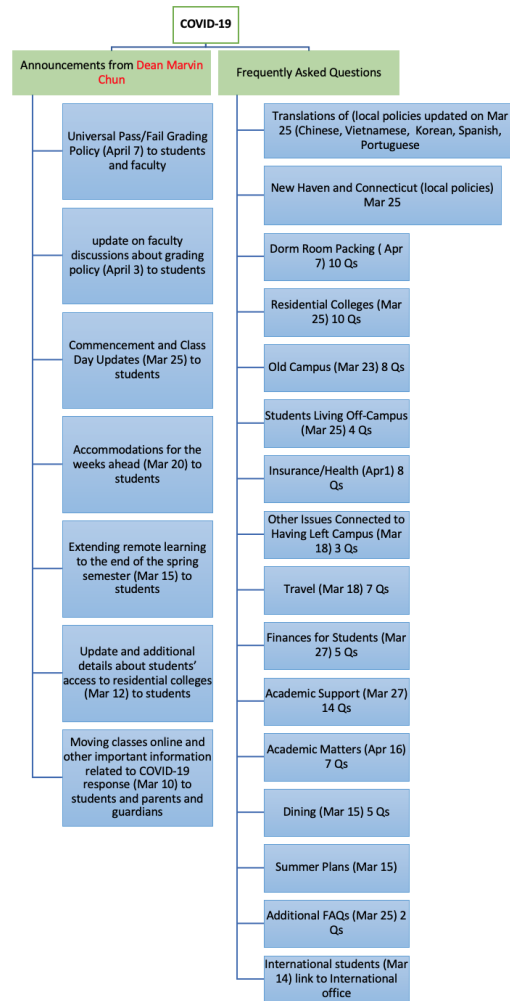 COVID-19
Announcements from Dean Marvin
Chun
Universal Pass/Fail Grading
Policy (April 7) to students
and faculty
update on faculty
discussions about grading
policy (April 3) to students
Commencement and Class
Day Updates (Mar 25) to
students
Accommodations for the
weeks ahead (Mar 20) to
students
Extending remote learning
to the end of the spring
semester (Mar 15) to
students
Update and additional
details about students'
access to residential colleges
(Mar 12) to students
Moving classes online and
other important information
related to COVID-19
response (Mar 10) to
students and parents and
guardians
Frequently Asked Questions
Translations of (local policies updated on Mar
25 (Chinese, Vietnamese, Korean, Spanish,
Portuguese
New Haven and Connecticut (local policies)
Mar 25
Dorm Room Packing ( Apr
7) 10 Qs
Residential Colleges (Mar
25) 10 Qs
Old Campus (Mar 23) 8 Qs
Students Living Off-Campus
(Mar 25) 4 Qs
Insurance/Health (Apr1) 8
Qs
Other Issues Connected to
Having Left Campus (Mar
18) 3 Qs
Travel (Mar 18) 7 Qs
Finances for Students (Mar
27) 5 Qs
Academic Support (Mar 27)
14 Qs
Academic Matters (Apr 16)
7 Qs
Dining (Mar 15) 5 Qs
Summer Plans (Mar 15)
Additional FAQs (Mar 25) 2
Qs
International students (Mar
14) link to International
office